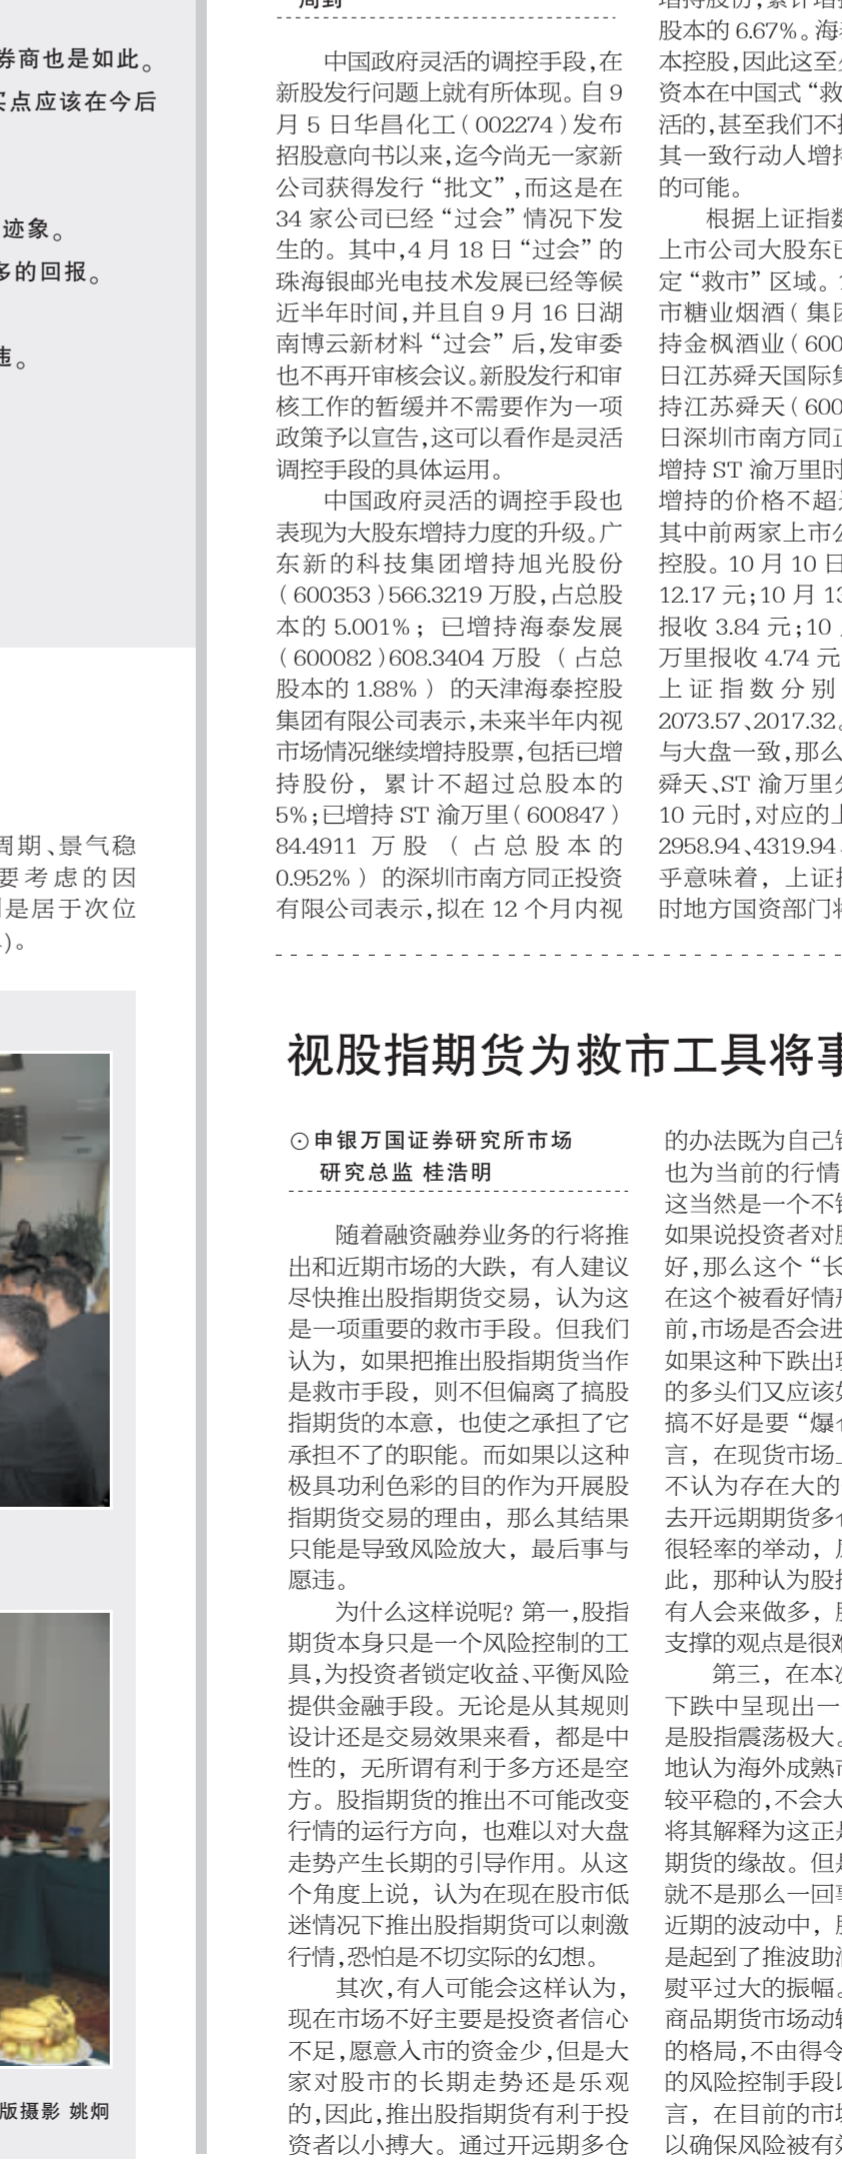 券商也是如此。
点应该在今后
迹象。
多的回报。
违。
周期、景气稳
要考虑的因
是居于次位
)。
版摄影 姚炯
中国政府灵活的调控手段,在
新股发行问题上就有所体现。自9
月5日华昌化工(002274)发布
招股意向书以来,迄今尚无一家新
公司获得发行“批文”,而这是在
34家公司已经“过会”情况下发
生的。其中,4月18日“过会”的
珠海银邮光电技术发展已经等候
近半年时间,并且自9月16日湖
南博云新材料“过会”后,发审委
也不再开审核会议。新股发行和审
核工作的暂缓并不需要作为一项
政策予以宣告,这可以看作是灵活
调控手段的具体运用。
中国政府灵活的调控手段也
表现为大股东增持力度的升级。广
东新的科技集团增持旭光股份
(600353)566.3219万股,占总股
本的5.001%;已增持海泰发展
(600082)608.3404万股(占总
股本的1.88%)的天津海泰控股
集团有限公司表示,未来半年内视
市场情况继续增持股票,包括已增
持股份,累计不超过总股本的
5%;已增持ST渝万里(600847)
84.4911万股(占总股本的
0.952%)的深圳市南方同正投资
有限公司表示,拟在12个月内视
股本的6.67%。海
本控股,因此这至
资本在中国式“救
活的,甚至我们不
其一致行动人增持
的可能。
根据上证指数
上市公司大股东已
定“救市”区域。
市糖业烟酒(集团
持金枫酒业(600
日江苏舜天国际集
持江苏舜天(600
日深圳市南方同正
增持ST渝万里时
增持的价格不超
其中前两家上市公
控股。10月10日
12.17元;10月13
报收3.84元;10
万里报收4.74元
上证指数分别
2073.57、2017.32。
与大盘一致,那么
舜天、ST渝万里分
10元时,对应的上
2958.94、4319.94
乎意味着,上证指
时地方国资部门将
视股指期货为救市工具将事
⊙申银万国证券研究所市场
研究总监 桂浩明
随着融资融券业务的行将推
出和近期市场的大跌,有人建议
尽快推出股指期货交易,认为这
是一项重要的救市手段。但我们
认为,如果把推出股指期货当作
是救市手段,则不但偏离了搞股
指期货的本意,也使之承担了它
承担不了的职能。而如果以这种
极具功利色彩的目的作为开展股
指期货交易的理由,那么其结果
只能是导致风险放大,最后事与
愿违。
为什么这样说呢?第一,股指
期货本身只是一个风险控制的工
具,为投资者锁定收益、平衡风险
提供金融手段。无论是从其规则
设计还是交易效果来看,都是中
性的,无所谓有利于多方还是空
方。股指期货的推出不可能改变
行情的运行方向,也难以对大盘
走势产生长期的引导作用。从这
个角度上说,认为在现在股市低
迷情况下推出股指期货可以刺激
行情,恐怕是不切实际的幻想。
其次,有人可能会这样认为,
现在市场不好主要是投资者信心
不足,愿意入市的资金少,但是大
家对股市的长期走势还是乐观
的,因此,推出股指期货有利于投
资者以小搏大。通过开远期多仓
的办法既为自己锁
也为当前的行情
这当然是一个不错
如果说投资者对股
好,那么这个“长
在这个被看好情形
前,市场是否会进
如果这种下跌出现
的多头们又应该如
搞不好是要“爆仓
言,在现货市场上
不认为存在大的
去开远期期货多仓
很轻率的举动,
此,那种认为股指
有人会来做多,股
支撑的观点是很难
第三,在本次
下跌中呈现出一
是股指震荡极大。
地认为海外成熟市
较平稳的,不会大
将其解释为这正是
期货的缘故。但是
就不是那么一回事
近期的波动中,股
是起到了推波助澜
熨平过大的振幅。
商品期货市场动辄
的格局,不由得令
的风险控制手段以
言,在目前的市场
以确保风险被有效